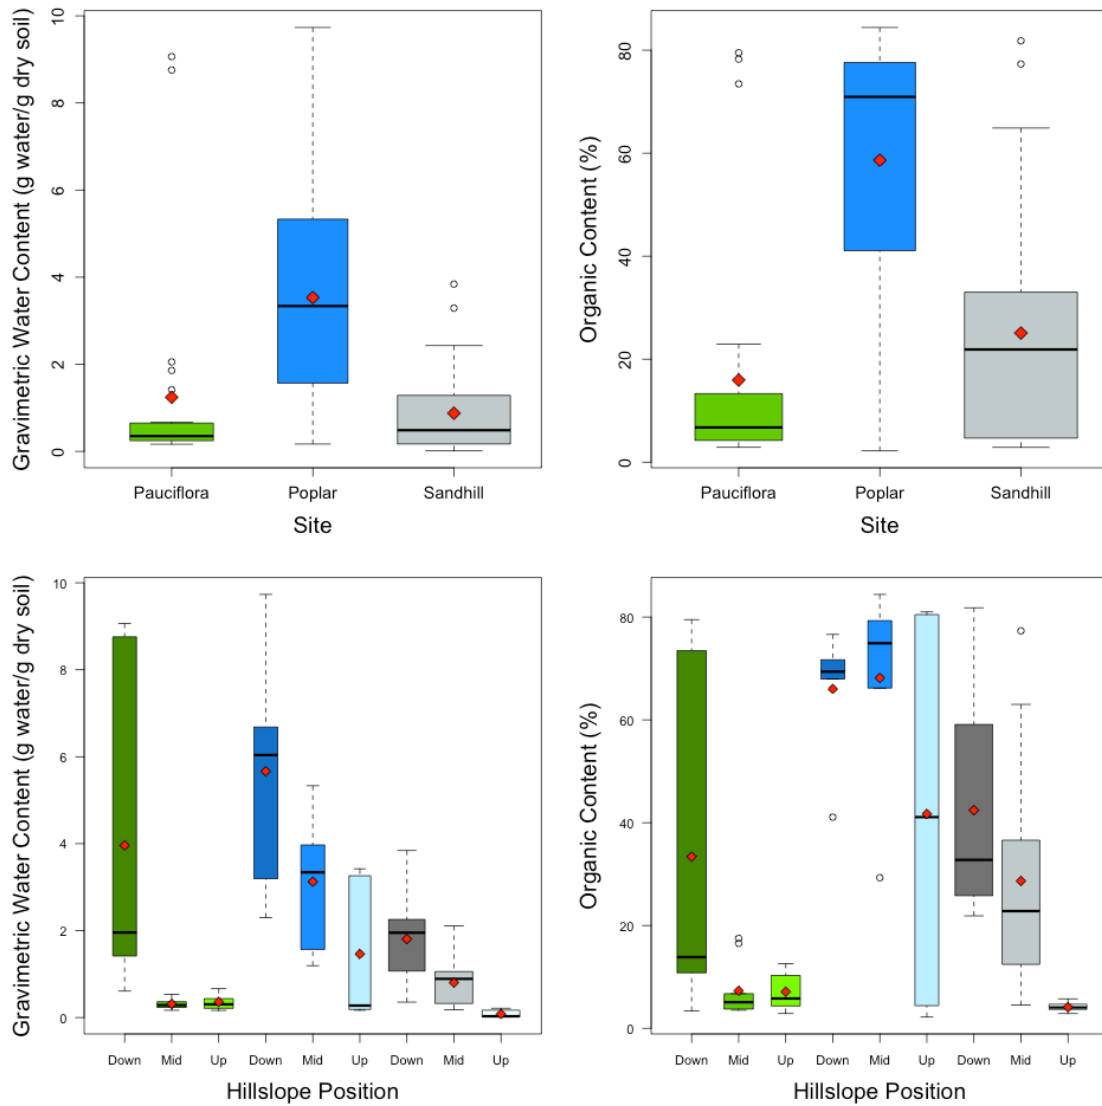 Gravimetric Water Content (g water/g dry soil)
10
8
6
4
2
0
Pauciflora Poplar Sandhill
Site
Organic Content (%)
80
60
40
20
0
Pauciflora Poplar Sandhill
Site
Gravimetric Water Content (g water/g dry soil)
10
8
6
4
2
0
Down Mid Up Down Mid Up Down Mid Up
Hillslope Position
Organic Content (%)
80
60
40
20
0
Down Mid Up Down Mid Up Down Mid Up
Hillslope Position